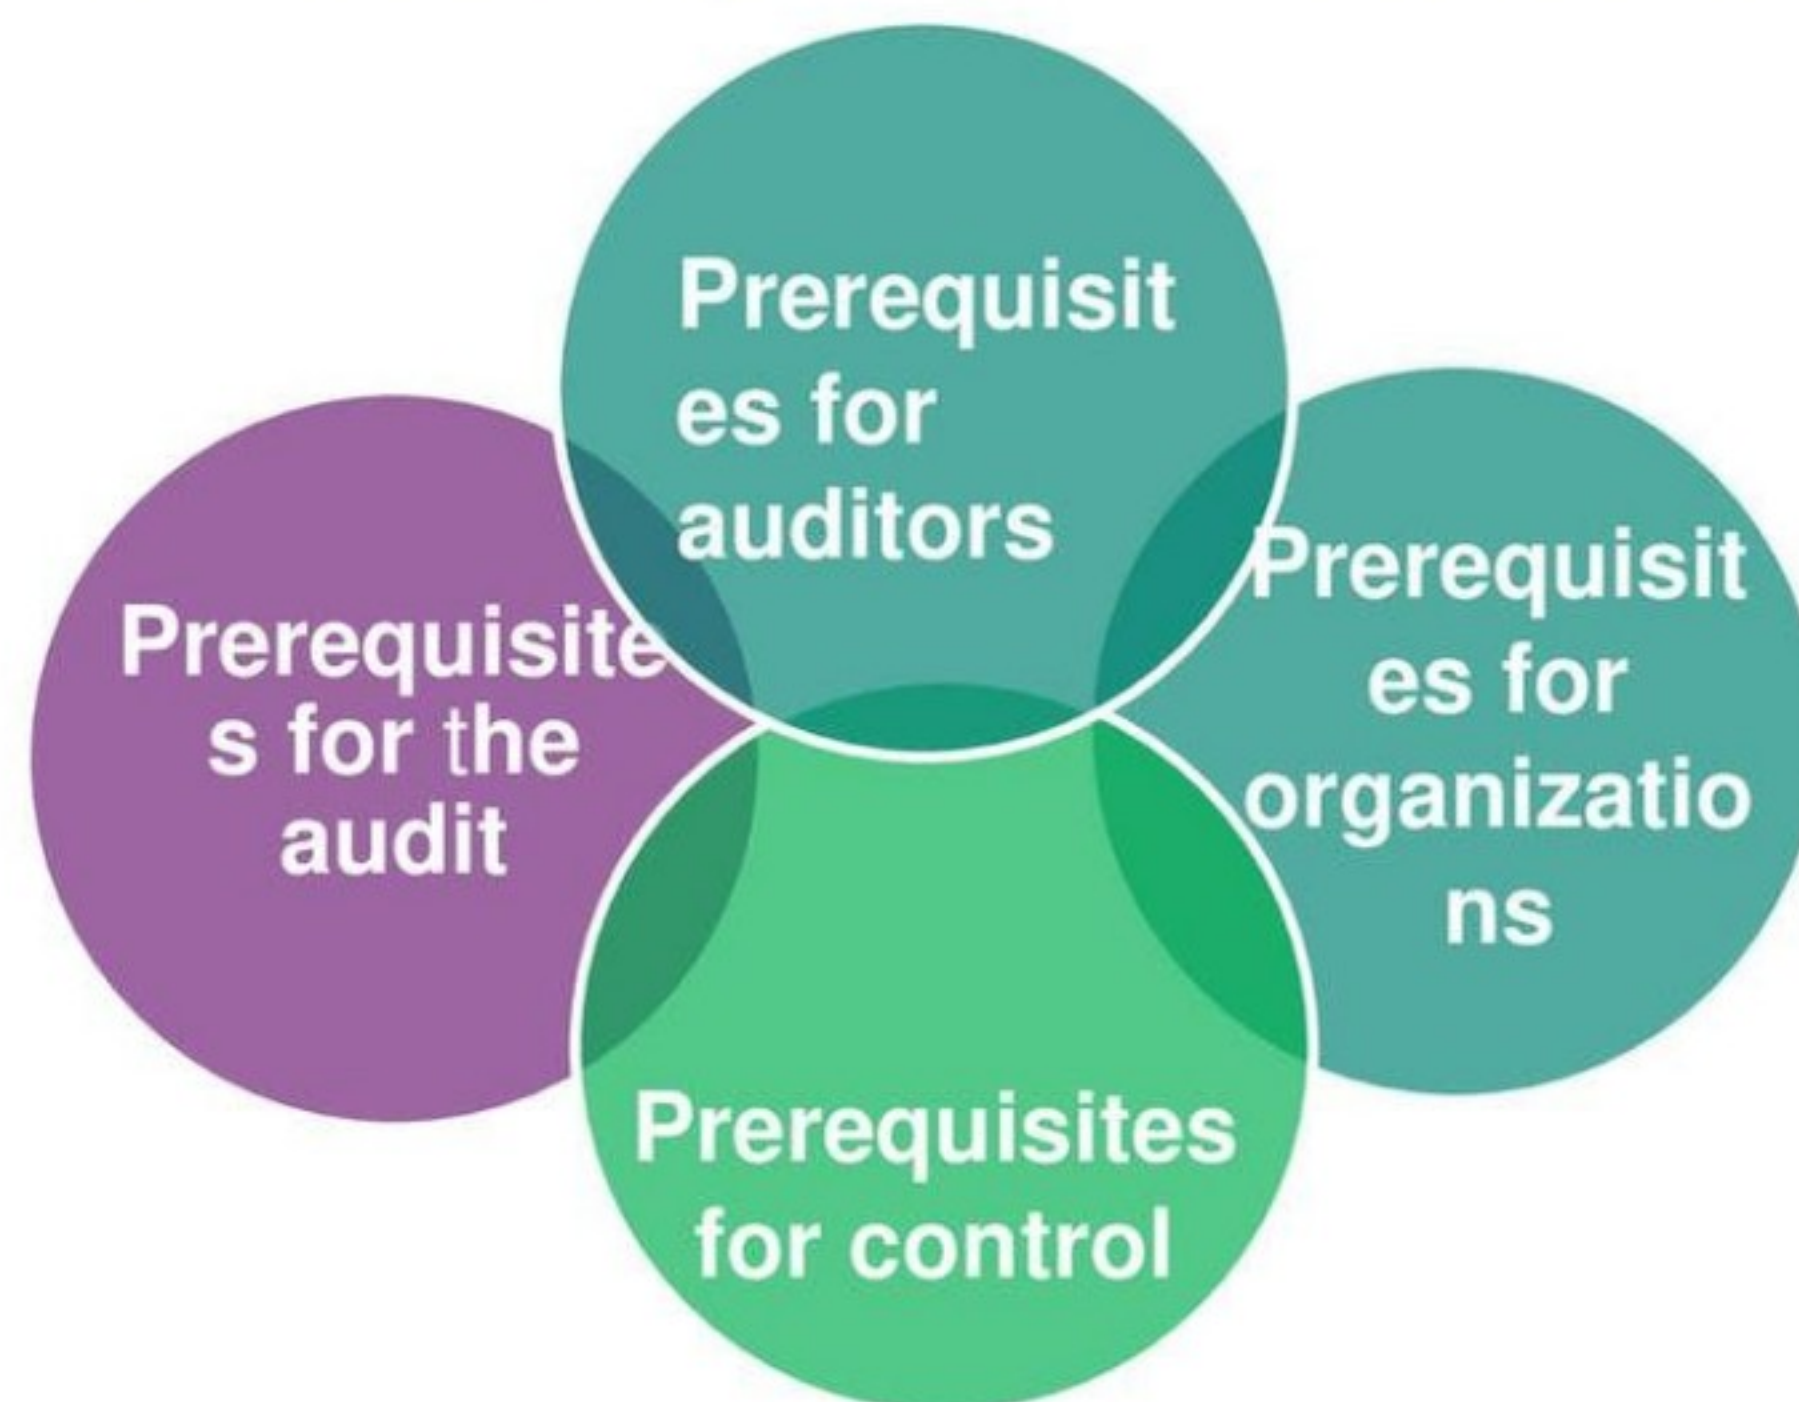 Prerequisit
es for
auditors
Prerequisite
s for the
audit
Prerequisit
es for
organizatio
ns
Prerequisites
for control